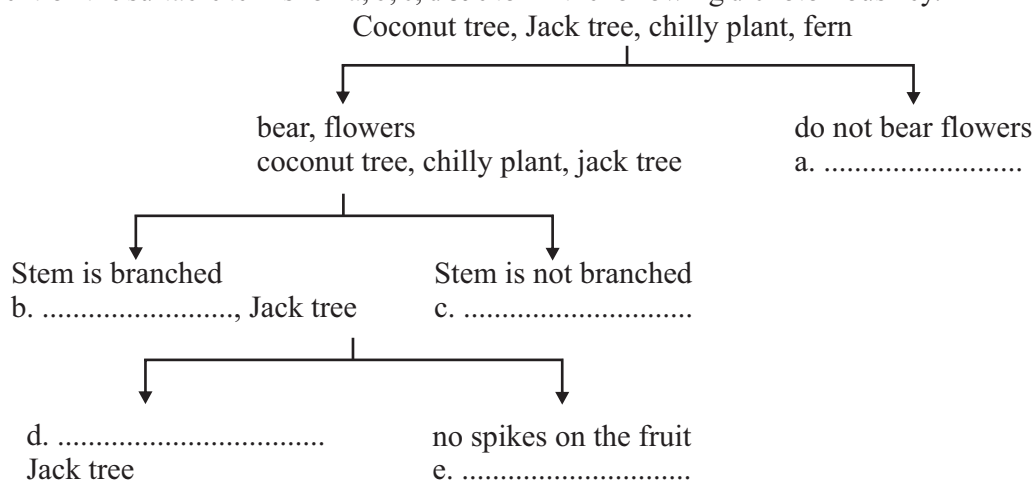 Coconut tree, Jack tree, chilly plant, fern
bear, flowers
coconut tree, chilly plant, jack tree
do not bear flowers
a. .........................
Stem is branched
b. ........................., Jack tree
Stem is not branched
c. ..............................
d. ...................................
Jack tree
no spikes on the fruit
e. ..............................